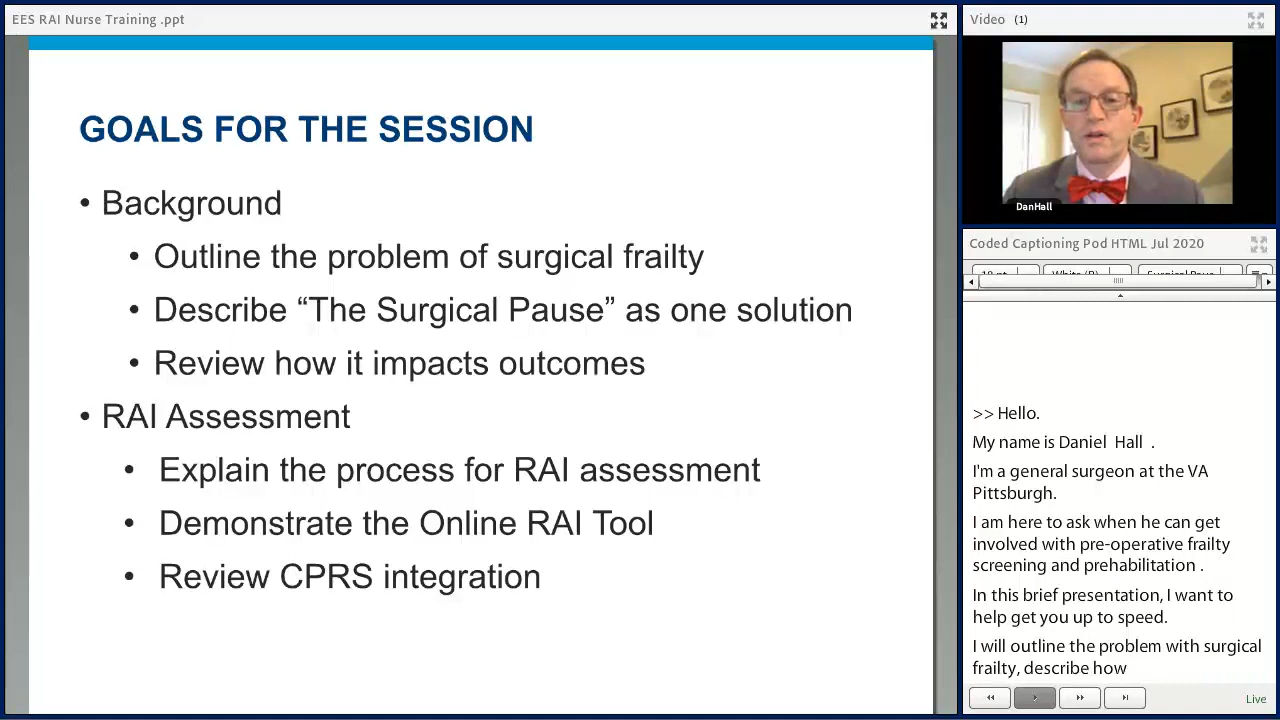 EES RAI Nurse Training .ppt
GOALS FOR THE SESSION
• Background
• Outline the problem of surgical frailty
• Describe “The Surgical Pause” as one solution
• Review how it impacts outcomes
• RAI Assessment
• Explain the process for RAI assessment
• Demonstrate the Online RAI Tool
• Review CPRS integration
Video (1)
DanHall
Coded Captioning Pod HTML Jul 2020
>> Hello.
My name is Daniel Hall .
I'm a general surgeon at the VA
Pittsburgh.
I am here to ask when he can get
involved with pre-operative frailty
screening and prehabilitation .
In this brief presentation, I want to
help get you up to speed.
I will outline the problem with surgical
frailty, describe how
Live